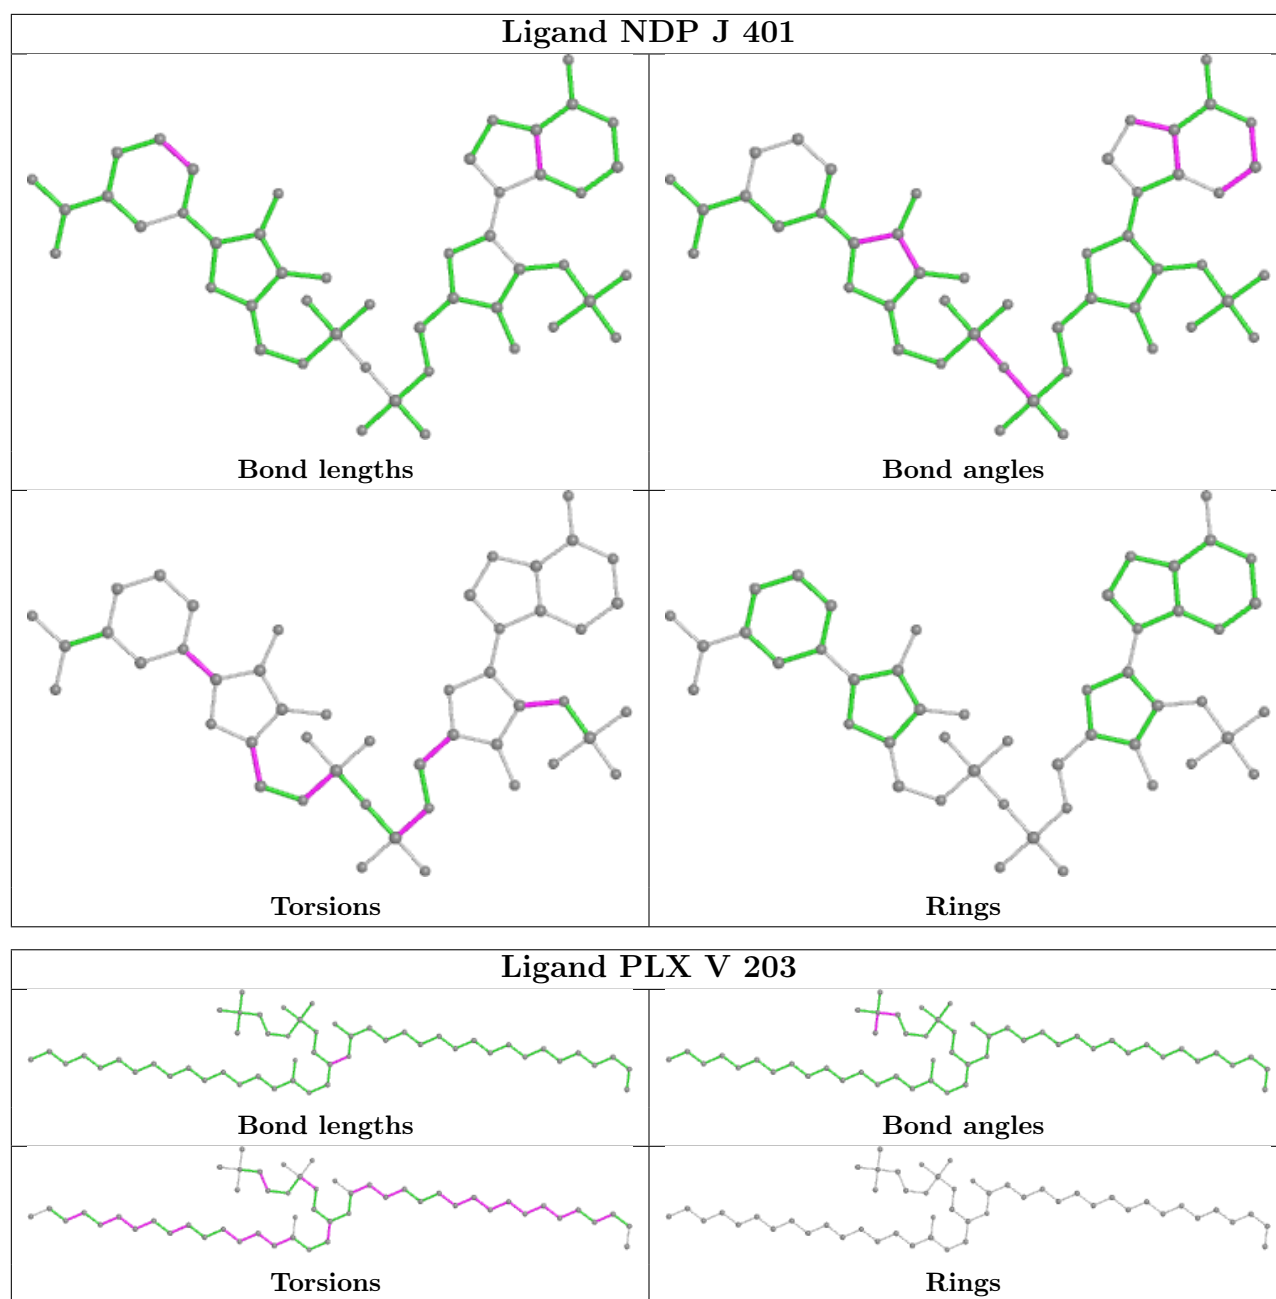 Ligand NDP J 401
Bond lengths
Bond angles
Torsions
Rings
Ligand PLX V 203
Bond lengths
Bond angles
Torsions
Rings